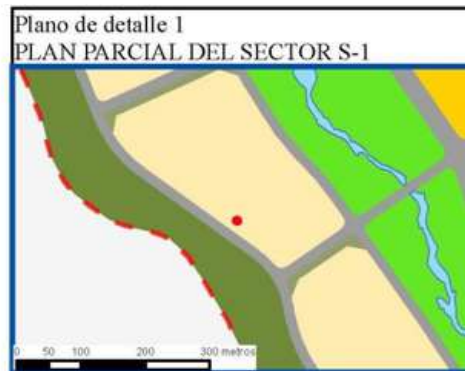 Plano de detalle 1
PLAN PARCIAL DEL SECTOR S-1
0 50 100 200 300 metros